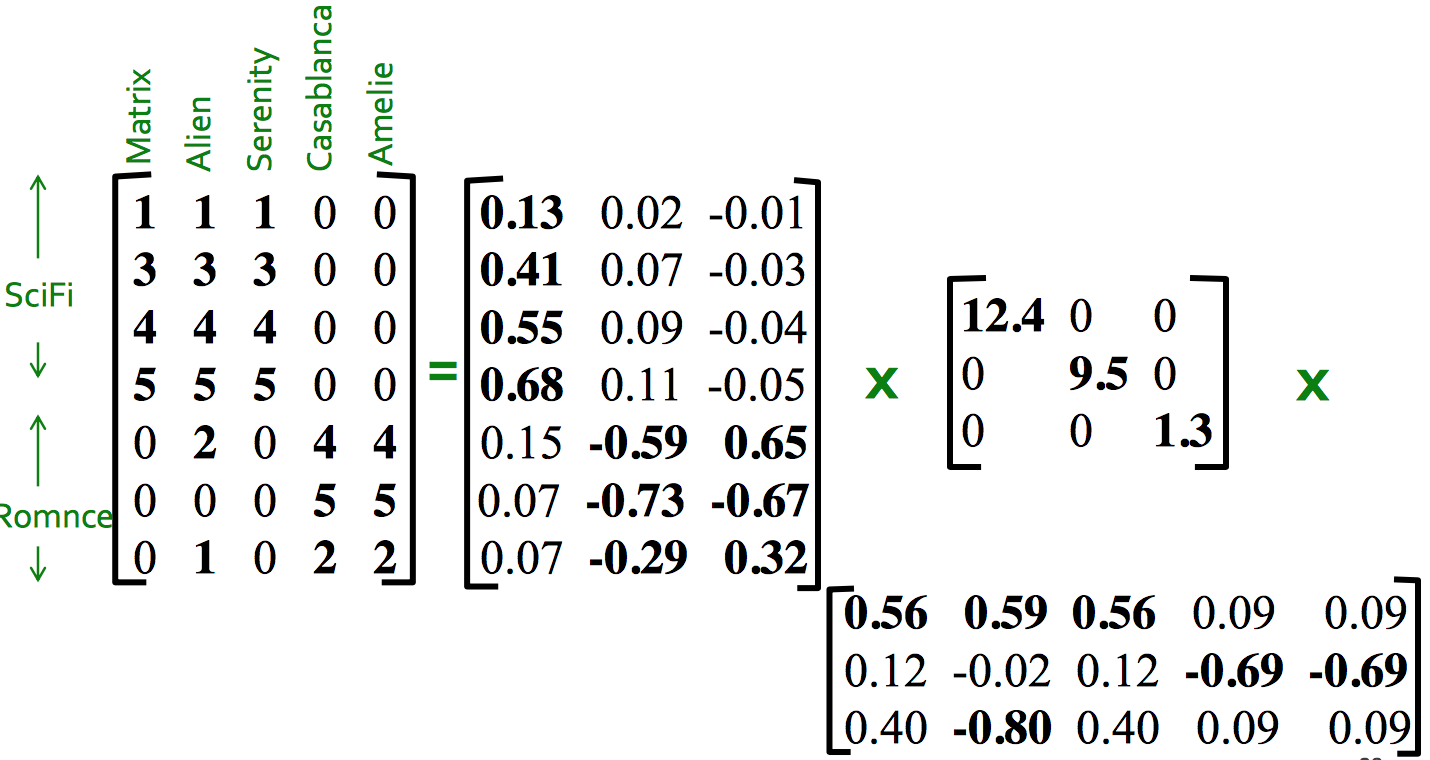 Matrix Alien Serenity Casablanca Amelie
SciFi
Romnce
1 1 1 0 0
3 3 3 0 0
4 4 4 0 0
5 5 5 0 0
0 2 0 4 4
0 0 0 5 5
0 1 0 2 2
=
0.13 0.02 -0.01
0.41 0.07 -0.03
0.55 0.09 -0.04
0.68 0.11 -0.05
0.15 -0.59 0.65
0.07 -0.73 -0.67
0.07 -0.29 0.32
x
12.4 0 0
0 9.5 0
0 0 1.3
x
0.56 0.59 0.56 0.09 0.09
0.12 -0.02 0.12 -0.69 -0.69
0.40 -0.80 0.40 0.09 0.09